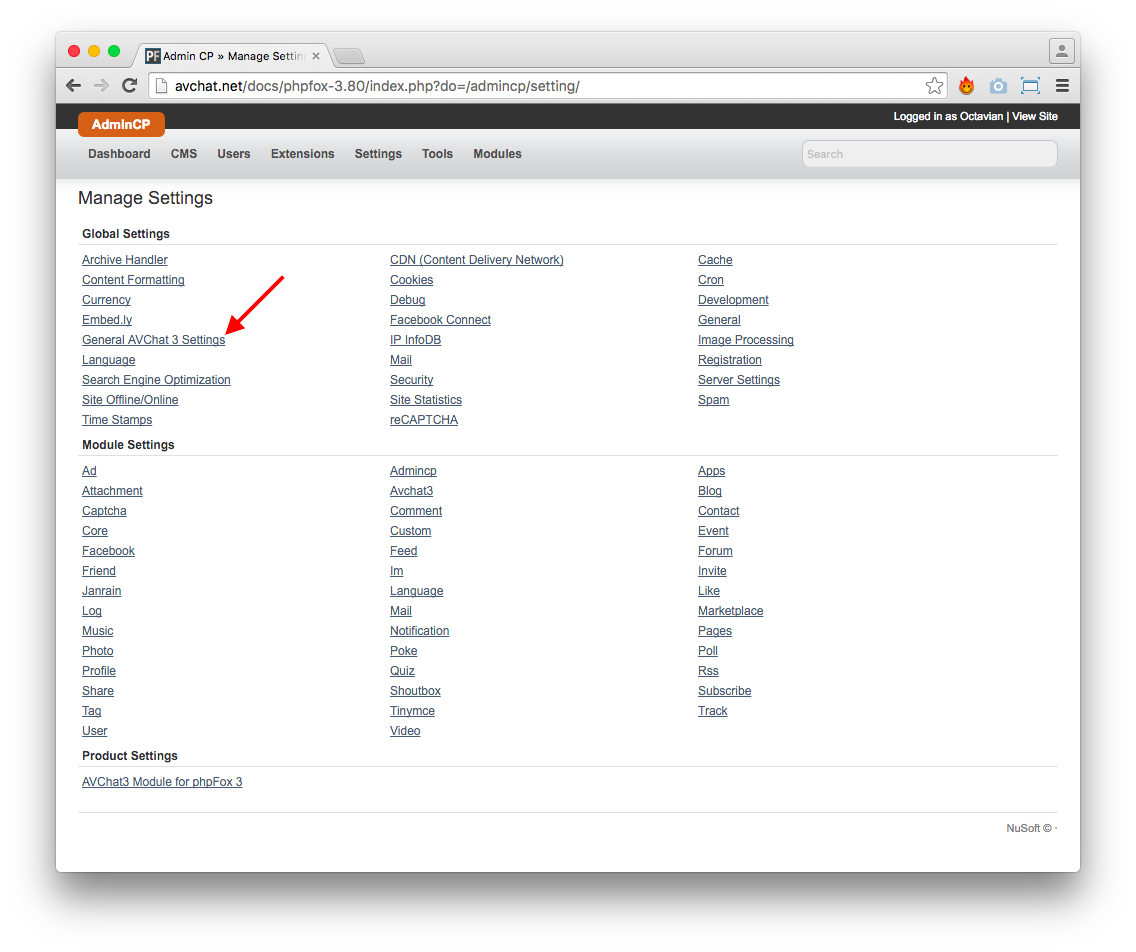 PF Admin CP » Manage Settin
avchat.net/docs/phpfox-3.80/index.php?do=/admincp/setting/
AdminCP
Logged in as Octavian | View Site
Dashboard CMS Users Extensions Settings Tools Modules Search
Manage Settings
Global Settings
Archive Handler CDN (Content Delivery Network) Cache
Content Formatting Cookies Cron
Currency Debug Development
Embed.ly Facebook Connect General
General AVChat 3 Settings IP InfoDB Image Processing
Language Mail Registration
Search Engine Optimization Security Server Settings
Site Offline/Online Site Statistics Spam
Time Stamps reCAPTCHA
Module Settings
Ad Admincp Apps
Attachment Avchat3 Blog
Captcha Comment Contact
Core Custom Event
Facebook Feed Forum
Friend Im Invite
Janrain Language Like
Log Mail Marketplace
Music Notification Pages
Photo Poke Poll
Profile Quiz Rss
Share Shoutbox Subscribe
Tag Tinymce Track
User Video
Product Settings
AVChat3 Module for phpFox 3
NuSoft © ·